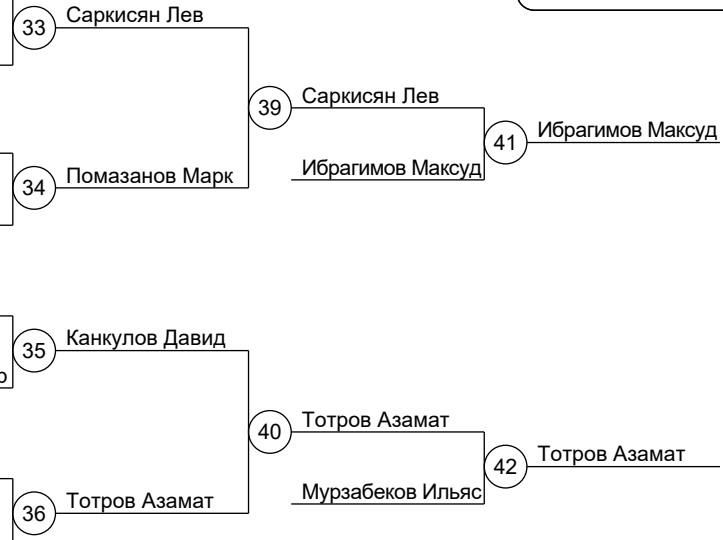 33
Саркисян Лев
39
Саркисян Лев
41
Ибрагимов Максуд
Ибрагимов Максуд
34
Помазанов Марк
35
Канкулов Давид
р
40
Тотров Азамат
42
Тотров Азамат
Мурзабеков Ильяс
36
Тотров Азамат